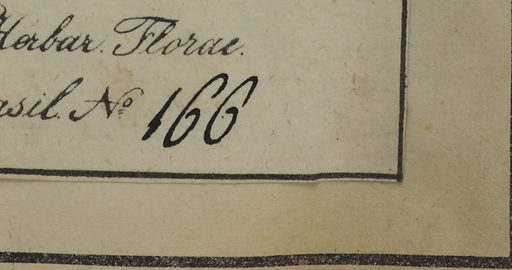 Herbar. Florae.
asil. No 166